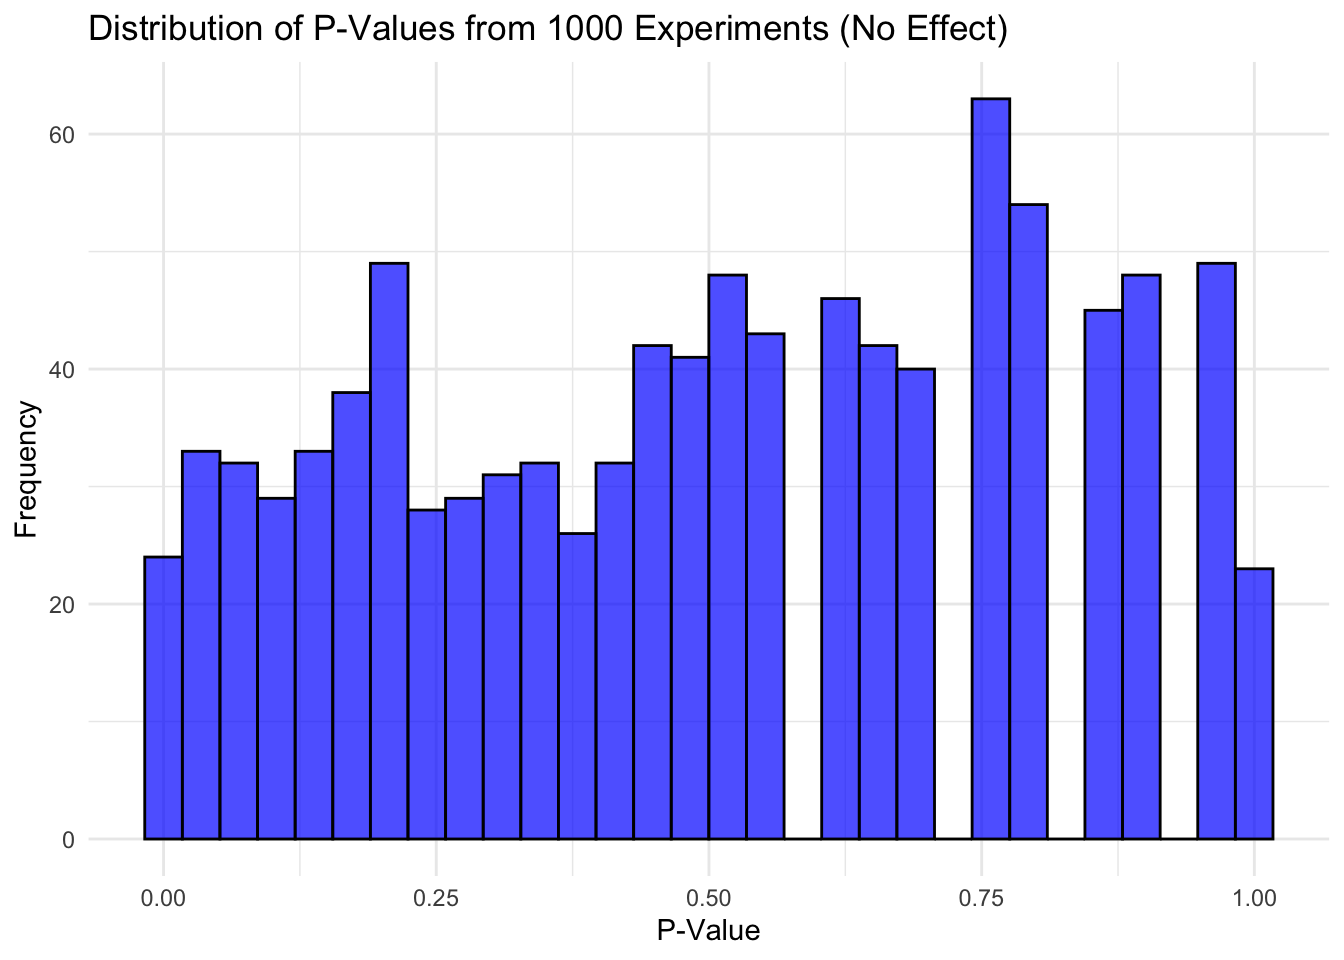 Distribution of P-Values from 1000 Experiments (No Effect)
60
40
20
0
Frequency
0.00 0.25 0.50 0.75 1.00
P-Value